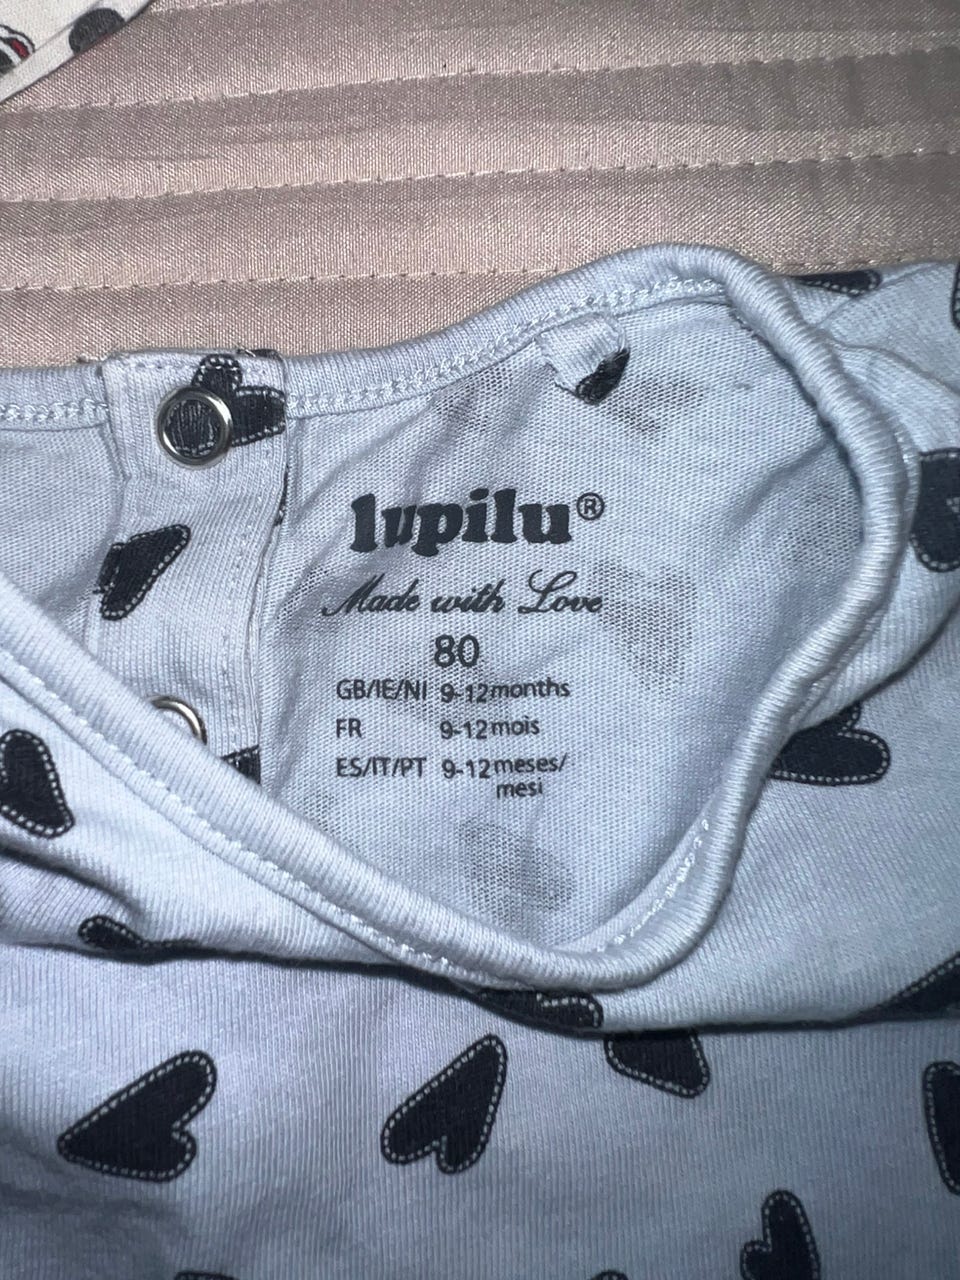 lupilu®
Made with Love
80
GB/IE/NI 9-12months
FR 9-12mois
ES/IT/PT 9-12meses/
mesi